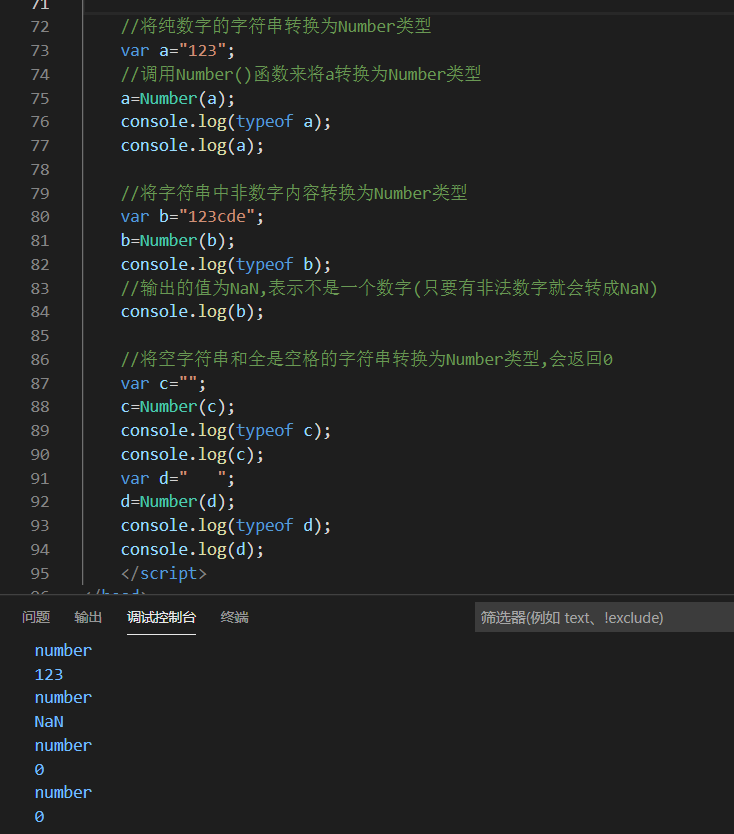 71
72 //将纯数字的字符串转换为Number类型
73 var a="123";
74 //调用Number()函数来将a转换为Number类型
75 a=Number(a);
76 console.log(typeof a);
77 console.log(a);
78
79 //将字符串中非数字内容转换为Number类型
80 var b="123cde";
81 b=Number(b);
82 console.log(typeof b);
83 //输出的值为NaN,表示不是一个数字(只要有非法数字就会转成NaN)
84 console.log(b);
85
86 //将空字符串和全是空格的字符串转换为Number类型,会返回0
87 var c="";
88 c=Number(c);
89 console.log(typeof c);
90 console.log(c);
91 var d="   ";
92 d=Number(d);
93 console.log(typeof d);
94 console.log(d);
95 </script>
96 </head>
问题 输出 调试控制台 终端 筛选器(例如 text、!exclude)
number
123
number
NaN
number
0
number
0